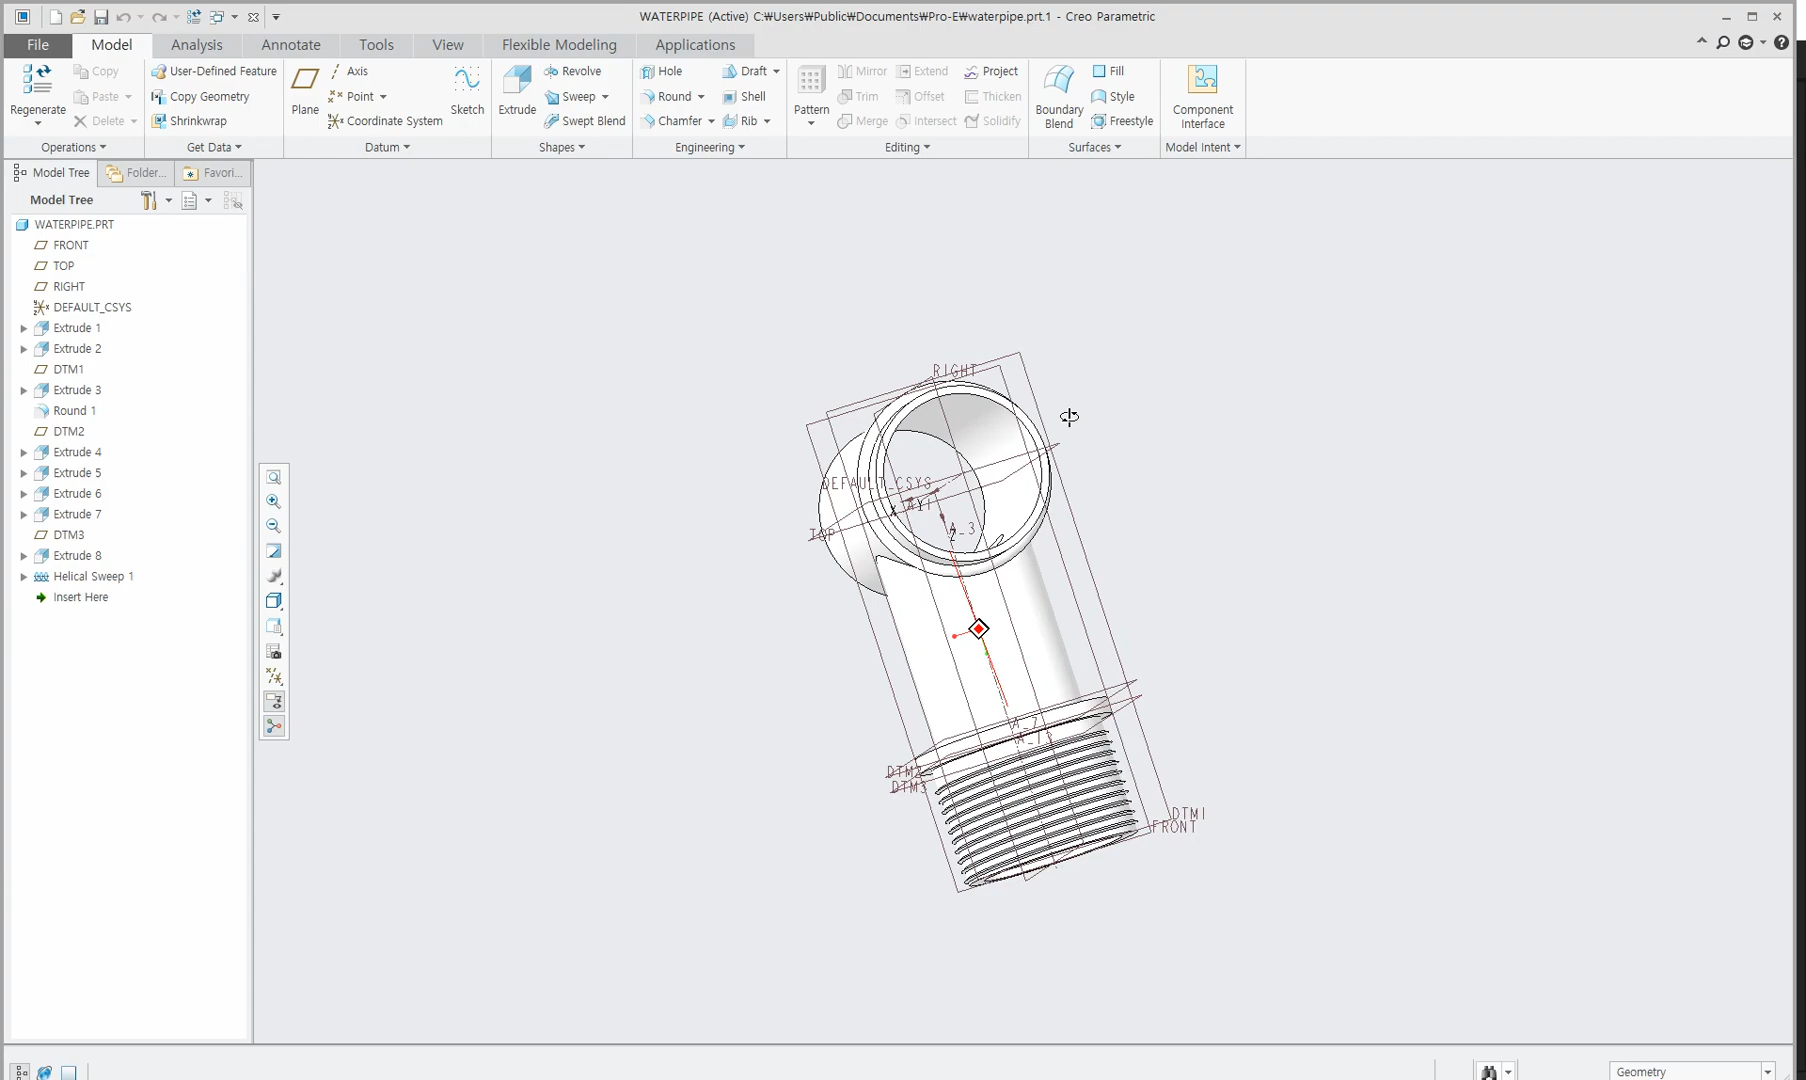 WATERPIPE (Active) C:₩Users₩Public₩Documents₩Pro-E₩waterpipe.prt.1 - Creo Parametric
File Model Analysis Annotate Tools View Flexible Modeling Applications
Regenerate
Copy
Paste
Delete
Operations
User-Defined Feature
Copy Geometry
Shrinkwrap
Get Data
Plane
Axis
Point
Coordinate System
Sketch
Datum
Extrude
Revolve
Sweep
Swept Blend
Shapes
Hole
Round
Chamfer
Draft
Shell
Rib
Engineering
Pattern
Mirror
Trim
Merge
Extend
Offset
Intersect
Project
Thicken
Solidify
Editing
Boundary
Blend
Fill
Style
Freestyle
Surfaces
Component
Interface
Model Intent
Model Tree
Folder...
Favori...
Model Tree
WATERPIPE.PRT
FRONT
TOP
RIGHT
DEFAULT_CSYS
Extrude 1
Extrude 2
DTM1
Extrude 3
Round 1
DTM2
Extrude 4
Extrude 5
Extrude 6
Extrude 7
DTM3
Extrude 8
Helical Sweep 1
Insert Here
RIGHT
DEFAULT_CSYS
X
TOP
A_3
Z
A_7
A_13
DTM2
DTM3
DTM1
FRONT
Geometry